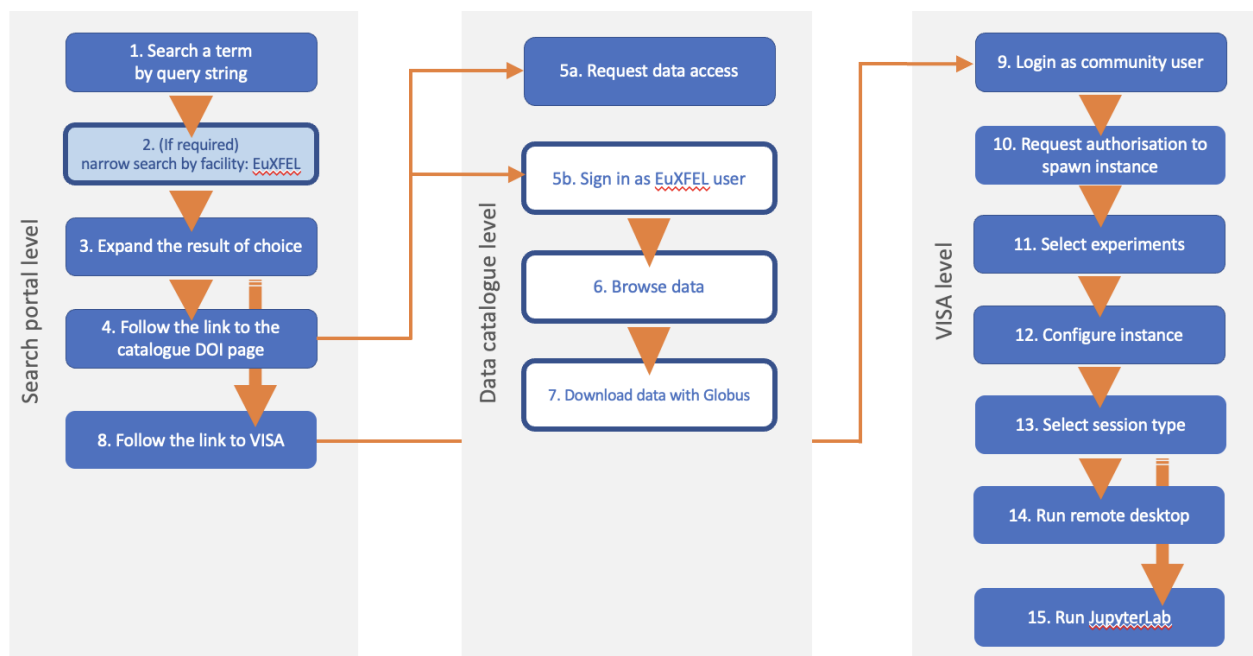 Search portal level
1. Search a term
by query string
2. (If required)
narrow search by facility: EuXFEL
3. Expand the result of choice
4. Follow the link to the
catalogue DOI page
8. Follow the link to VISA
Data catalogue level
5a. Request data access
5b. Sign in as EuXFEL user
6. Browse data
7. Download data with Globus
VISA level
9. Login as community user
10. Request authorisation to
spawn instance
11. Select experiments
12. Configure instance
13. Select session type
14. Run remote desktop
15. Run JupyterLab